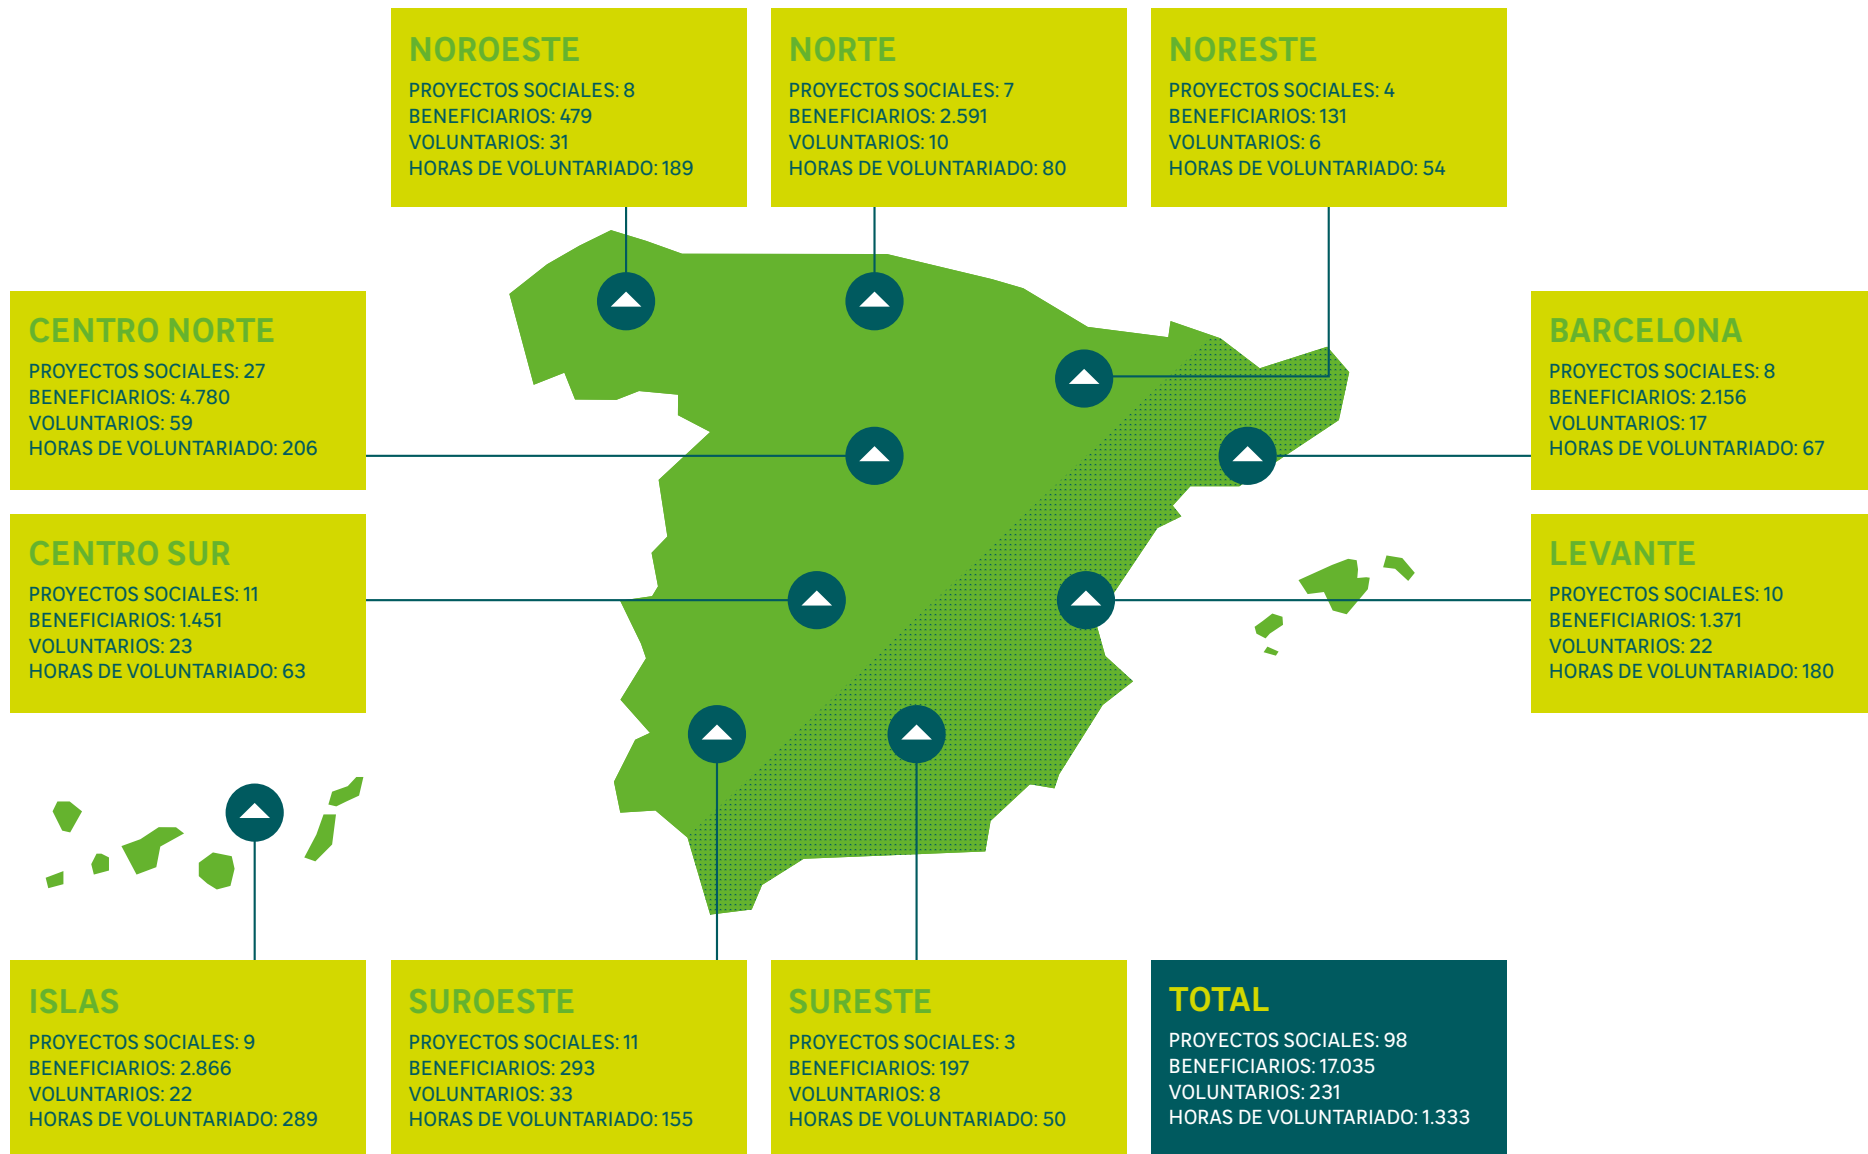 NOROESTE
PROYECTOS SOCIALES: 8
BENEFICIARIOS: 479
VOLUNTARIOS: 31
HORAS DE VOLUNTARIADO: 189
NORTE
PROYECTOS SOCIALES: 7
BENEFICIARIOS: 2.591
VOLUNTARIOS: 10
HORAS DE VOLUNTARIADO: 80
NORESTE
PROYECTOS SOCIALES: 4
BENEFICIARIOS: 131
VOLUNTARIOS: 6
HORAS DE VOLUNTARIADO: 54
CENTRO NORTE
PROYECTOS SOCIALES: 27
BENEFICIARIOS: 4.780
VOLUNTARIOS: 59
HORAS DE VOLUNTARIADO: 206
BARCELONA
PROYECTOS SOCIALES: 8
BENEFICIARIOS: 2.156
VOLUNTARIOS: 17
HORAS DE VOLUNTARIADO: 67
CENTRO SUR
PROYECTOS SOCIALES: 11
BENEFICIARIOS: 1.451
VOLUNTARIOS: 23
HORAS DE VOLUNTARIADO: 63
LEVANTE
PROYECTOS SOCIALES: 10
BENEFICIARIOS: 1.371
VOLUNTARIOS: 22
HORAS DE VOLUNTARIADO: 180
ISLAS
PROYECTOS SOCIALES: 9
BENEFICIARIOS: 2.866
VOLUNTARIOS: 22
HORAS DE VOLUNTARIADO: 289
SUROESTE
PROYECTOS SOCIALES: 11
BENEFICIARIOS: 293
VOLUNTARIOS: 33
HORAS DE VOLUNTARIADO: 155
SURESTE
PROYECTOS SOCIALES: 3
BENEFICIARIOS: 197
VOLUNTARIOS: 8
HORAS DE VOLUNTARIADO: 50
TOTAL
PROYECTOS SOCIALES: 98
BENEFICIARIOS: 17.035
VOLUNTARIOS: 231
HORAS DE VOLUNTARIADO: 1.333